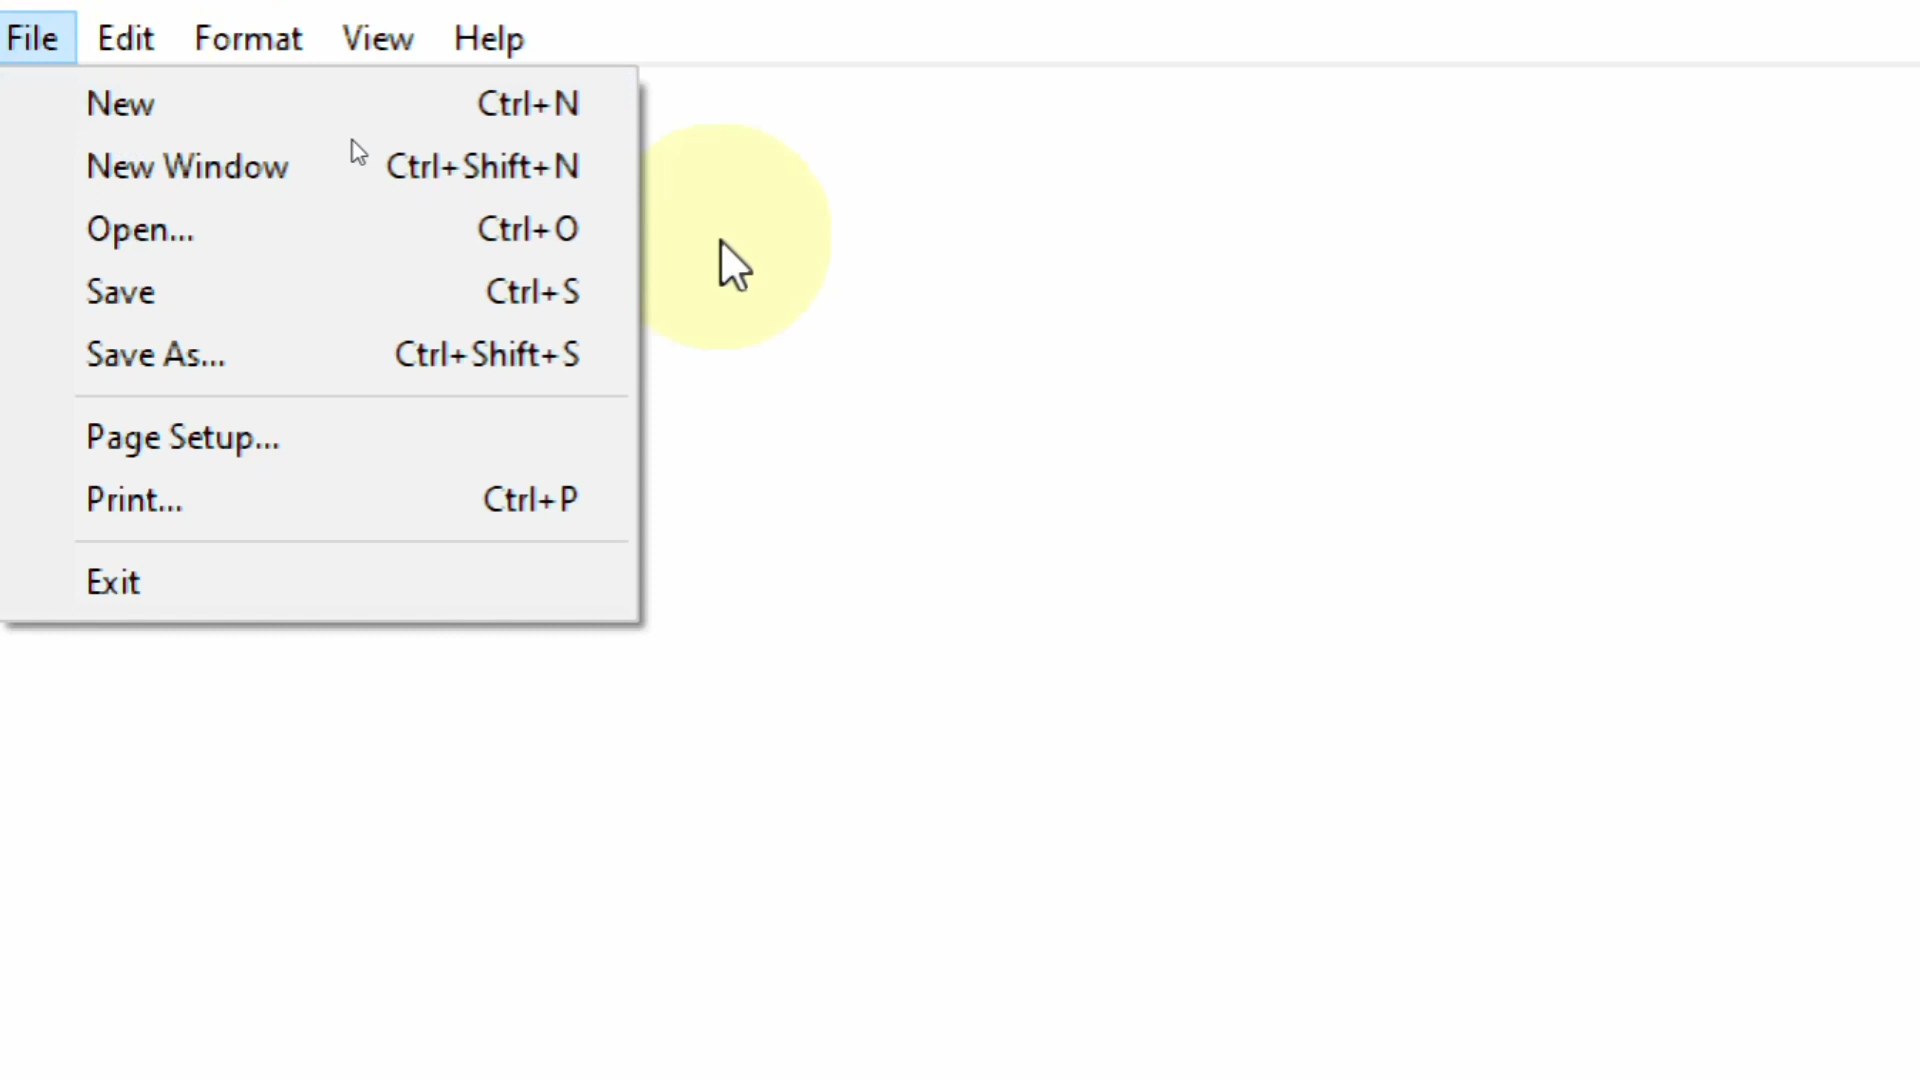 File Edit Format View Help
New Ctrl+N
New Window Ctrl+Shift+N
Open... Ctrl+O
Save Ctrl+S
Save As... Ctrl+Shift+S
Page Setup...
Print... Ctrl+P
Exit